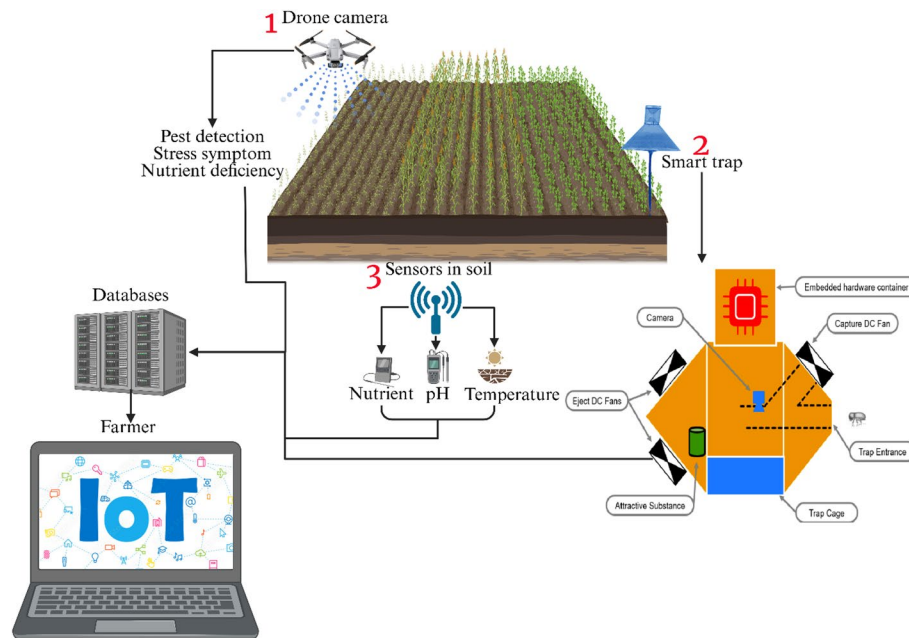 1 Drone camera
Pest detection
Stress symptom
Nutrient deficiency
2
Smart trap
3 Sensors in soil
Nutrient
pH
Temperature
Databases
Farmer
IoT
Embedded hardware container
Camera
Capture DC Fan
Eject DC Fans
Trap Entrance
Attractive Substance
Trap Cage